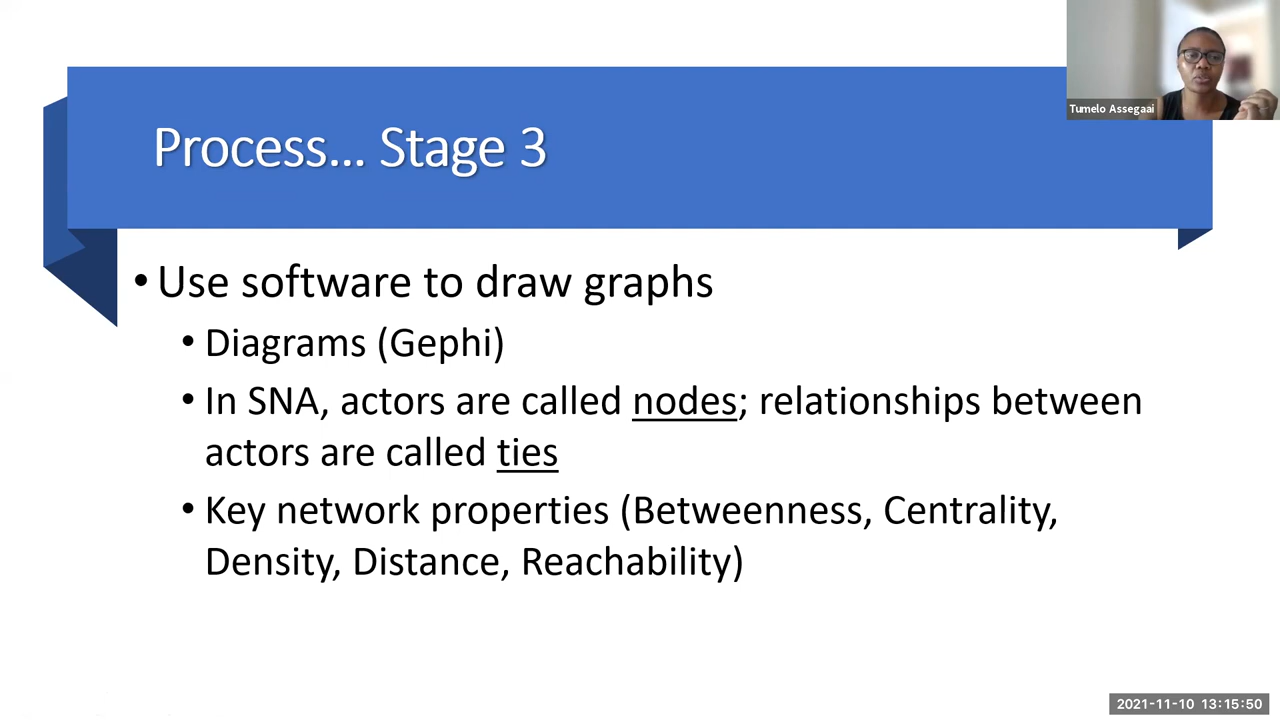 Tumelo Assegaai
Process... Stage 3
• Use software to draw graphs
• Diagrams (Gephi)
• In SNA, actors are called nodes; relationships between
actors are called ties
• Key network properties (Betweenness, Centrality,
Density, Distance, Reachability)
2021-11-10 13:15:50